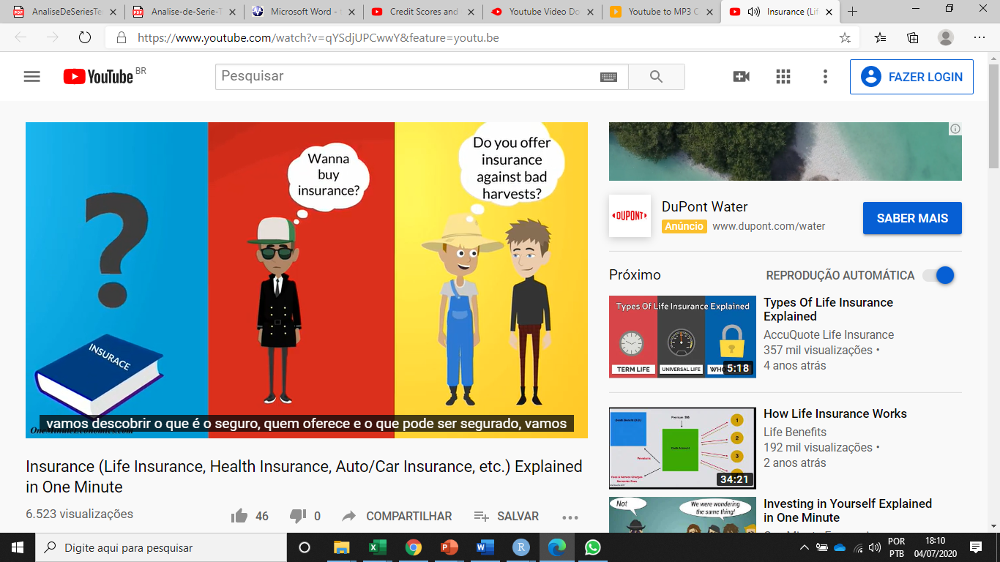 AnaliseDeSeriesTe
Analise-de-Serie-T
Microsoft Word -
Credit Scores and
Youtube Video Do
Youtube to MP3 C
Insurance (Lif
https://www.youtube.com/watch?v=qYSdjUPCwwY&feature=youtu.be
YouTube BR
Pesquisar
FAZER LOGIN
Wanna
buy
insurance?
Do you offer
insurance
against bad
harvests?
?
INSURACE
vamos descobrir o que é o seguro, quem oferece e o que pode ser segurado, vamos
OneMinuteEconomics.com
Insurance (Life Insurance, Health Insurance, Auto/Car Insurance, etc.) Explained
in One Minute
6.523 visualizações
46
0
COMPARTILHAR
SALVAR
DUPONT
DuPont Water
Anúncio www.dupont.com/water
SABER MAIS
Próximo
REPRODUÇÃO AUTOMÁTICA
Types Of Life Insurance Explained
TERM LIFE
UNIVERSAL LIFE
WHO
5:18
Types Of Life Insurance
Explained
AccuQuote Life Insurance
357 mil visualizações •
4 anos atrás
Premium
1
2
3
34:21
How Life Insurance Works
Life Benefits
192 mil visualizações •
2 anos atrás
Not
We were wondering
the same thing!
Investing in Yourself Explained
in One Minute
Digite aqui para pesquisar
POR
PTB
18:10
04/07/2020